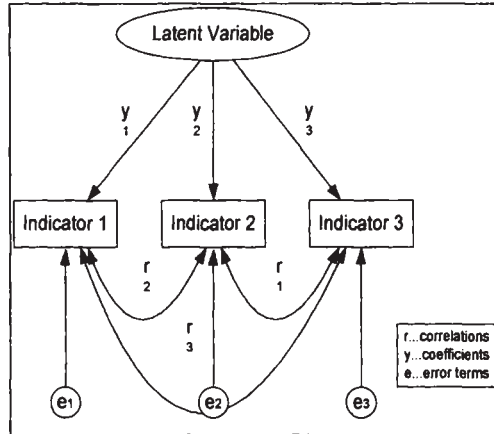 Latent Variable
y
1
y
2
y
3
Indicator 1
Indicator 2
Indicator 3
r
2
r
1
r
3
r...correlations
y...coefficients
e...error terms
e1
e2
e3